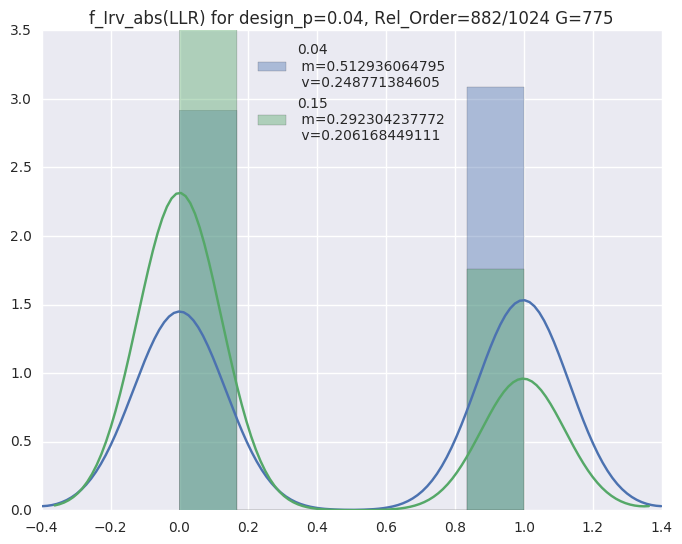 f_Irv_abs(LLR) for design_p=0.04, Rel_Order=882/1024 G=775
3.5
3.0
2.5
2.0
1.5
1.0
0.5
0.0
0.04
m=0.512936064795
v=0.248771384605
0.15
m=0.292304237772
v=0.206168449111
−0.4 −0.2 0.0 0.2 0.4 0.6 0.8 1.0 1.2 1.4